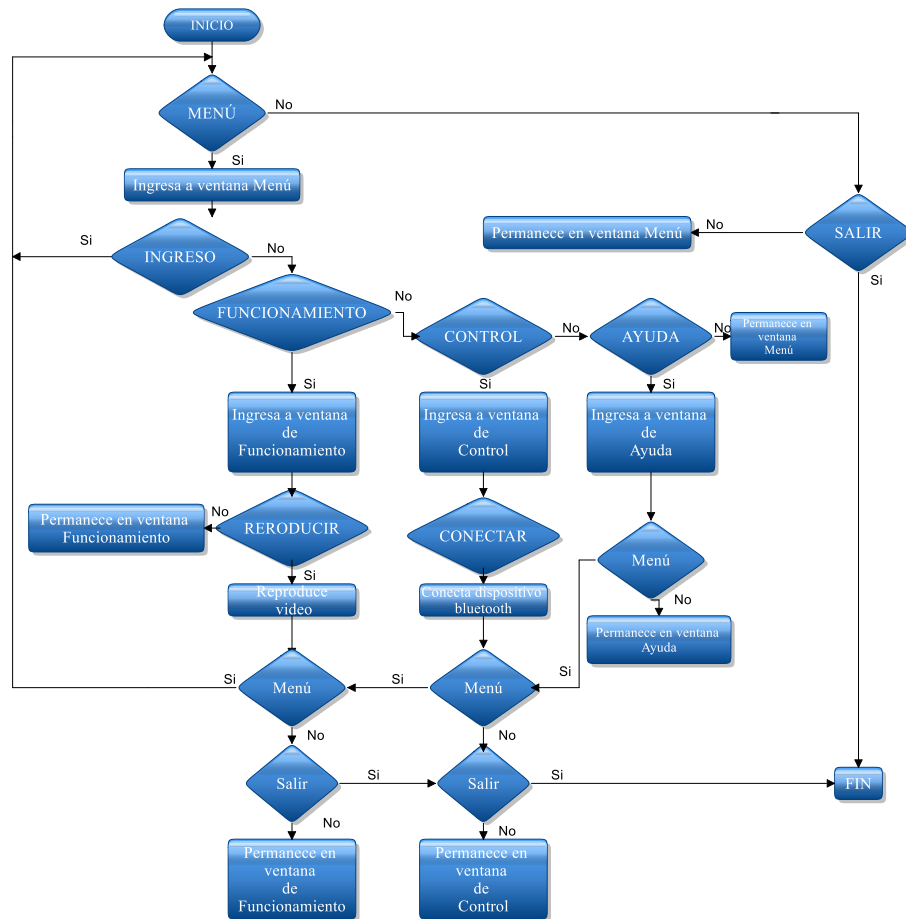 INICIO
MENÚ
No
Si
Ingresa a ventana Menú
Permanece en ventana Menú
No
SALIR
Si
INGRESO
No
Si
FUNCIONAMIENTO
No
CONTROL
No
AYUDA
No
Permanece en
ventana
Menú
Si
Si
Si
Ingresa a ventana
de
Funcionamiento
Ingresa a ventana
de
Control
Ingresa a ventana
de
Ayuda
Permanece en ventana
Funcionamiento
No
RERODUCIR
CONECTAR
Menú
Si
Reproduce
video
Conecta dispositivo
bluetooth
No
Permanece en ventana
Ayuda
Si
Menú
Si
Menú
Si
No
No
Salir
Si
Salir
Si
FIN
No
No
Permanece en
ventana
de
Funcionamiento
Permanece en
ventana
de
Control